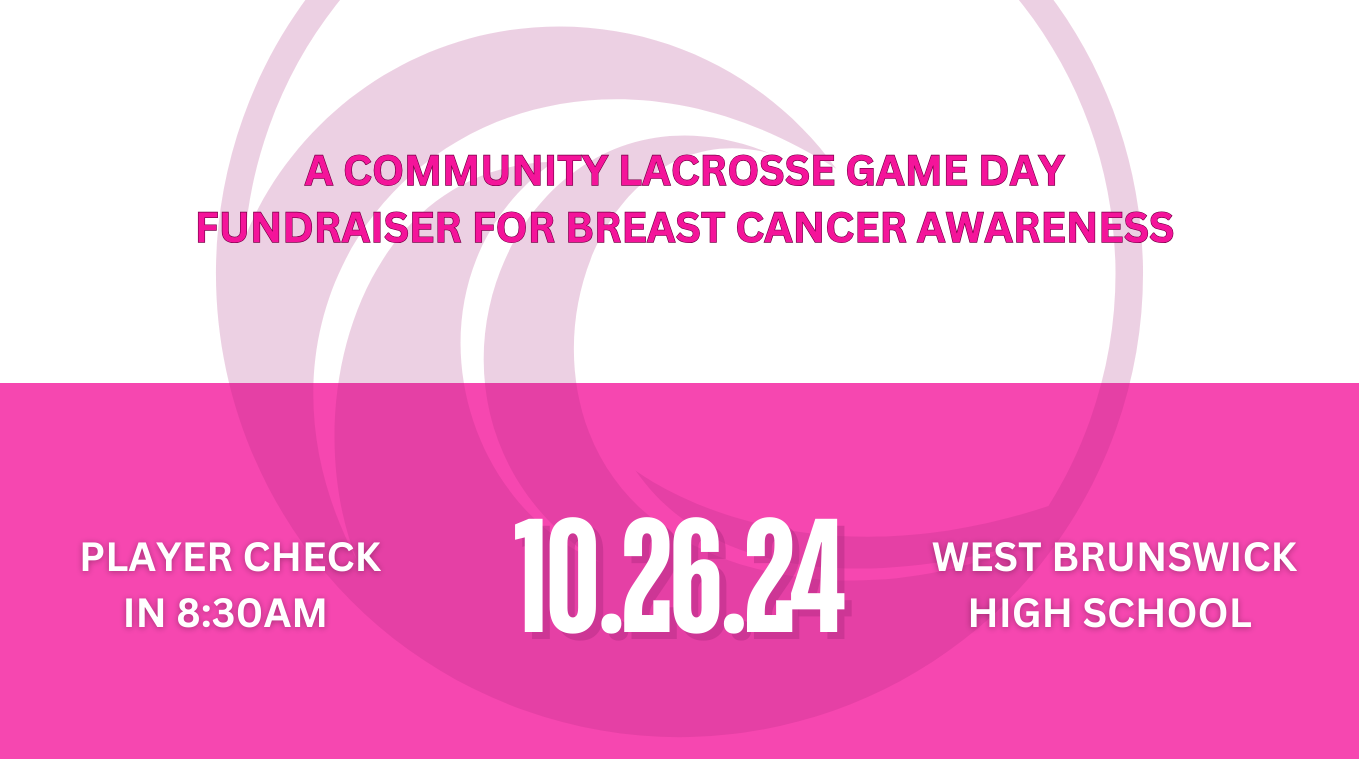 A COMMUNITY LACROSSE GAME DAY
FUNDRAISER FOR BREAST CANCER AWARENESS
PLAYER CHECK
IN 8:30AM
10.26.24
WEST BRUNSWICK
HIGH SCHOOL